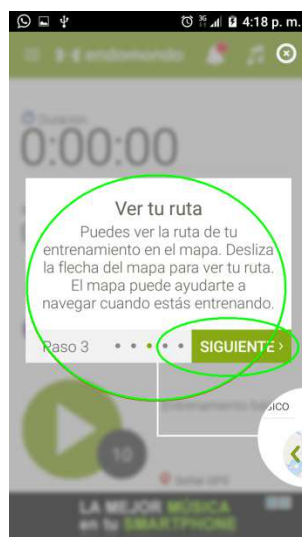 4:18 p. m.
endomondo
Duración
0:00:00
Ver tu ruta
Puedes ver la ruta de tu
entrenamiento en el mapa. Desliza
la flecha del mapa para ver tu ruta.
El mapa puede ayudarte a
navegar cuando estás entrenando.
Paso 3
SIGUIENTE ›
Entrenamiento básico
10
Señal GPS
LA MEJOR MÚSICA
en tu SMARTPHONE